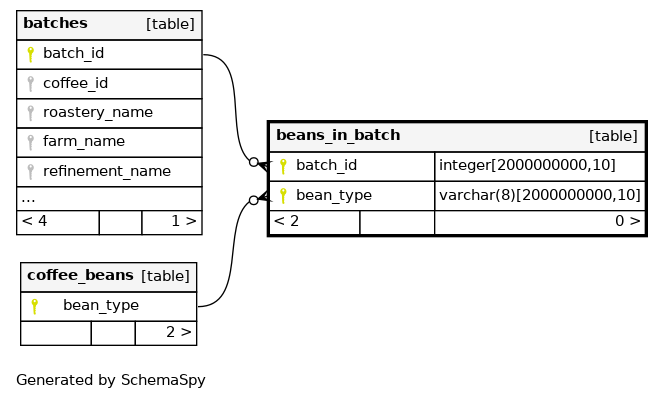 batches [table]
batch_id
coffee_id
roastery_name
farm_name
refinement_name
...
< 4 1 >
beans_in_batch [table]
batch_id integer[2000000000,10]
bean_type varchar(8)[2000000000,10]
< 2 0 >
coffee_beans [table]
bean_type
2 >
Generated by SchemaSpy